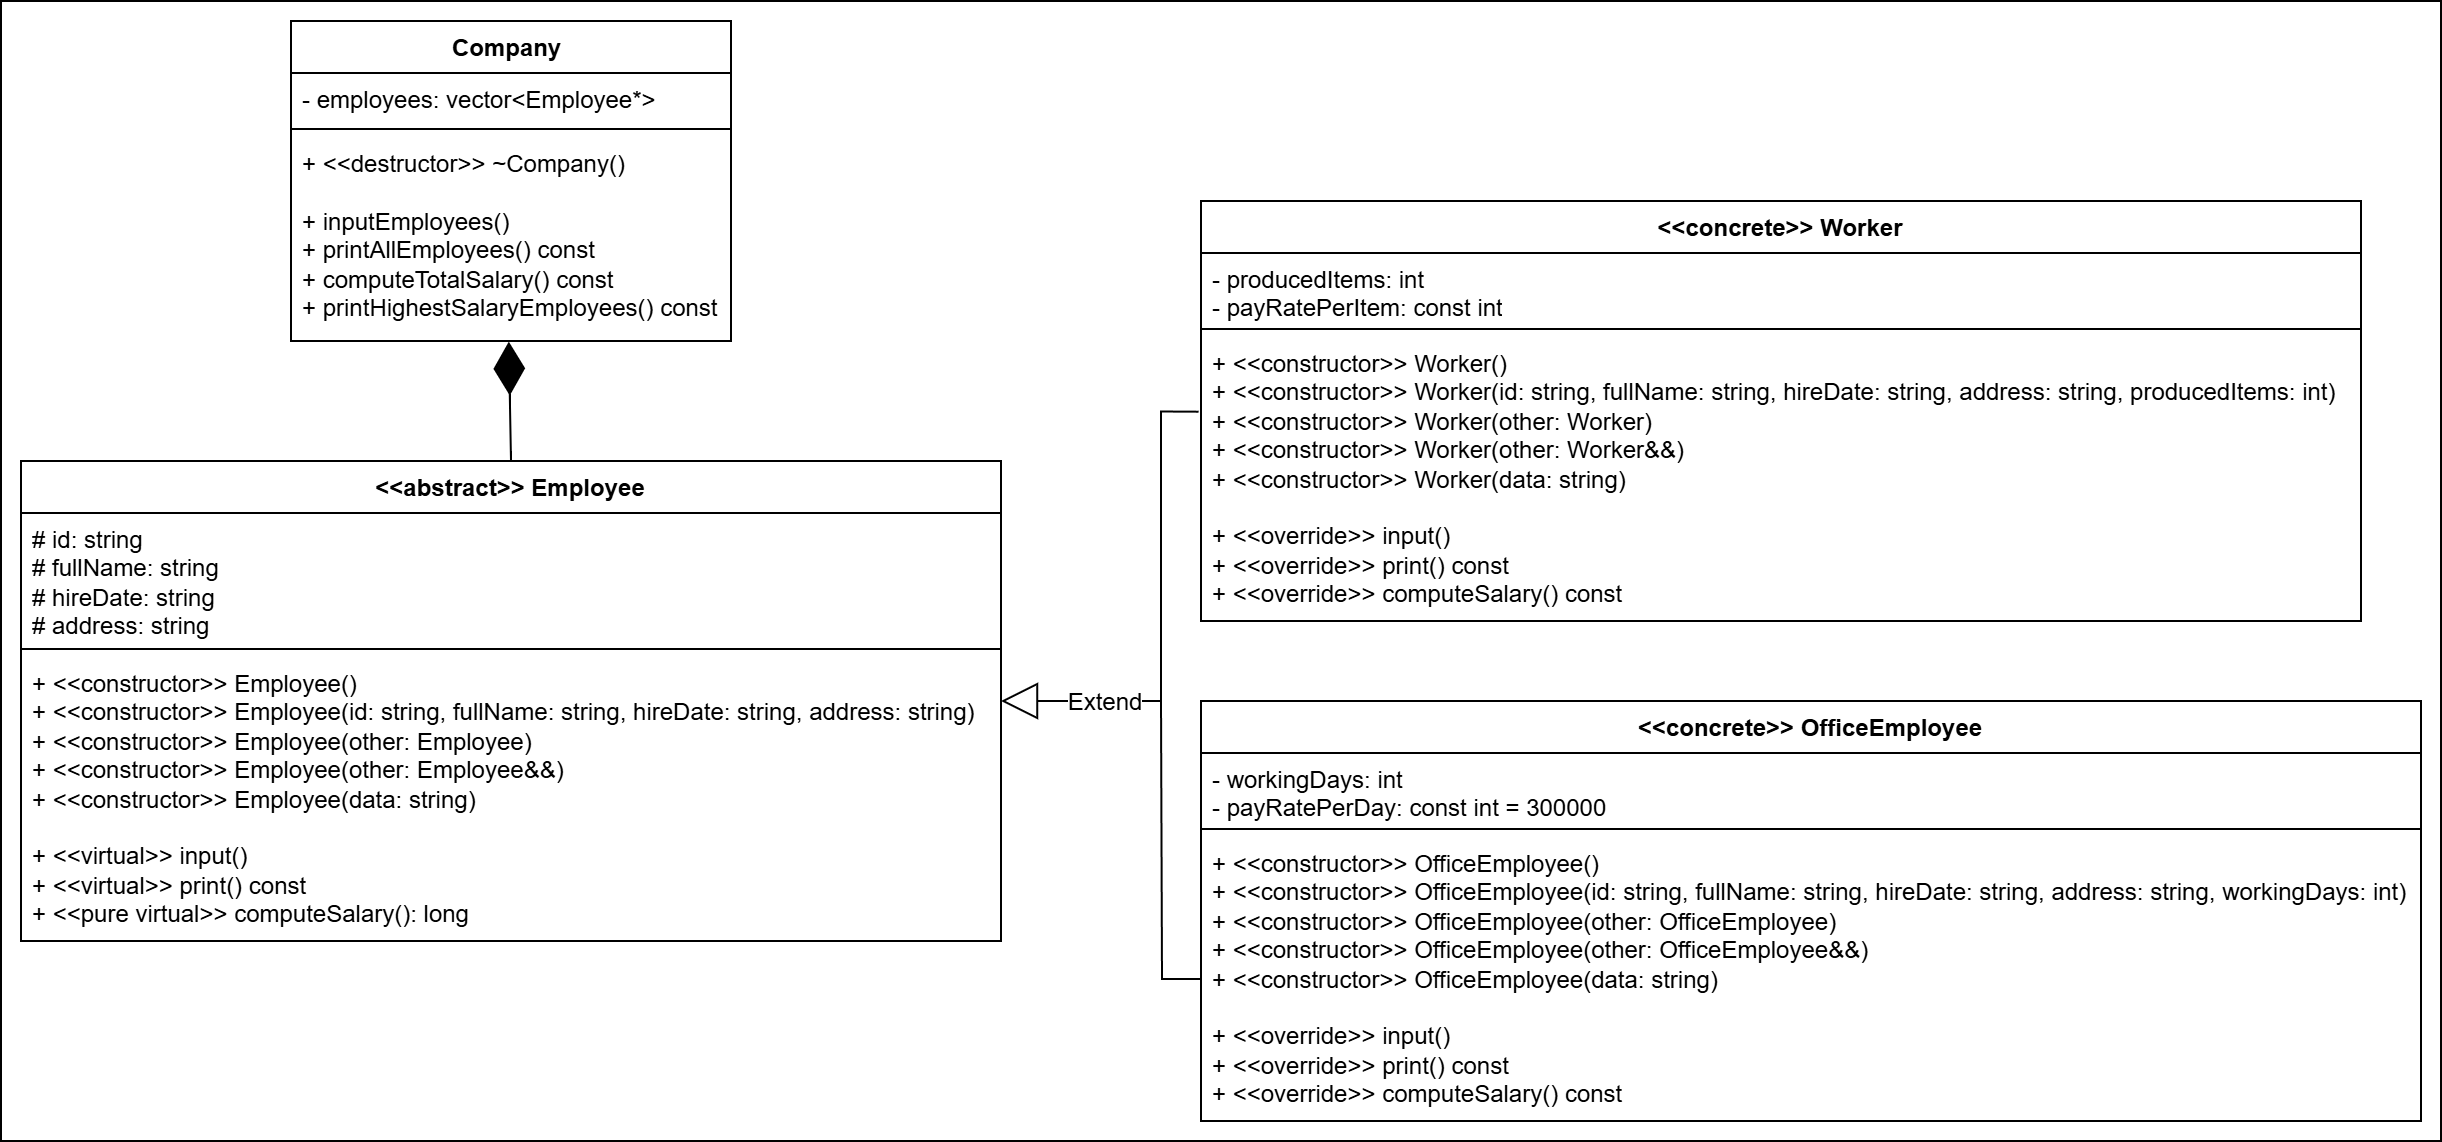 Company
- employees: vector<Employee*>
+ <<destructor>> ~Company()
+ inputEmployees()
+ printAllEmployees() const
+ computeTotalSalary() const
+ printHighestSalaryEmployees() const
<<abstract>> Employee
# id: string
# fullName: string
# hireDate: string
# address: string
+ <<constructor>> Employee()
+ <<constructor>> Employee(id: string, fullName: string, hireDate: string, address: string)
+ <<constructor>> Employee(other: Employee)
+ <<constructor>> Employee(other: Employee&&)
+ <<constructor>> Employee(data: string)
+ <<virtual>> input()
+ <<virtual>> print() const
+ <<pure virtual>> computeSalary(): long
Extend
<<concrete>> Worker
- producedItems: int
- payRatePerItem: const int
+ <<constructor>> Worker()
+ <<constructor>> Worker(id: string, fullName: string, hireDate: string, address: string, producedItems: int)
+ <<constructor>> Worker(other: Worker)
+ <<constructor>> Worker(other: Worker&&)
+ <<constructor>> Worker(data: string)
+ <<override>> input()
+ <<override>> print() const
+ <<override>> computeSalary() const
<<concrete>> OfficeEmployee
- workingDays: int
- payRatePerDay: const int = 300000
+ <<constructor>> OfficeEmployee()
+ <<constructor>> OfficeEmployee(id: string, fullName: string, hireDate: string, address: string, workingDays: int)
+ <<constructor>> OfficeEmployee(other: OfficeEmployee)
+ <<constructor>> OfficeEmployee(other: OfficeEmployee&&)
+ <<constructor>> OfficeEmployee(data: string)
+ <<override>> input()
+ <<override>> print() const
+ <<override>> computeSalary() const